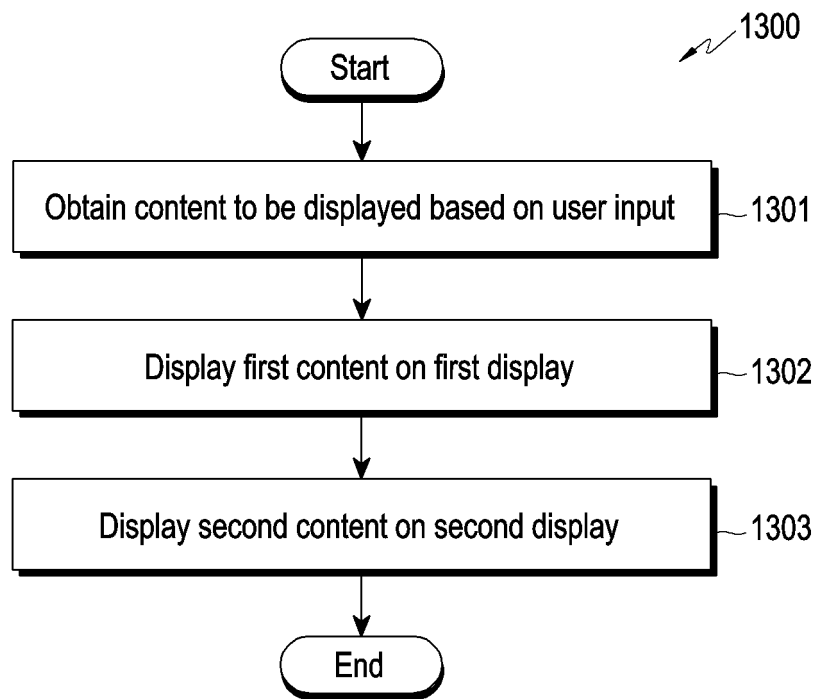 1300
Start
Obtain content to be displayed based on user input
1301
Display first content on first display
1302
Display second content on second display
1303
End